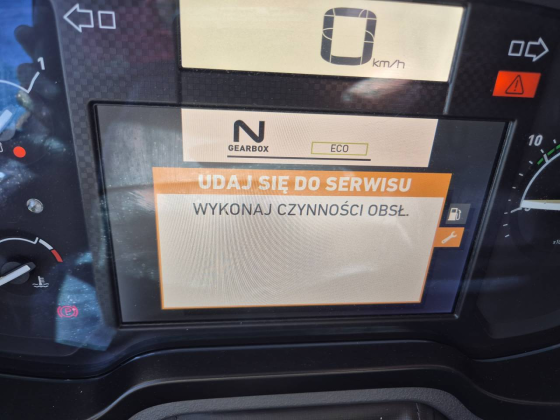 0
km/h
1
N
GEARBOX
ECO
10
UDAJ SIĘ DO SERWISU
WYKONAJ CZYNNOŚCI OBSŁ.